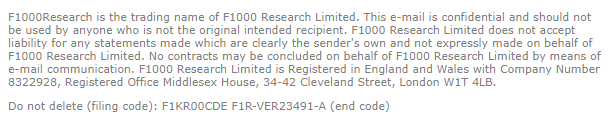 F1000Research is the trading name of F1000 Research Limited. This e-mail is confidential and should not
be used by anyone who is not the original intended recipient. F1000 Research Limited does not accept
liability for any statements made which are clearly the sender's own and not expressly made on behalf of
F1000 Research Limited. No contracts may be concluded on behalf of F1000 Research Limited by means of
e-mail communication. F1000 Research Limited is Registered in England and Wales with Company Number
8322928, Registered Office Middlesex House, 34-42 Cleveland Street, London W1T 4LB.
Do not delete (filing code): F1KR00CDE F1R-VER23491-A (end code)